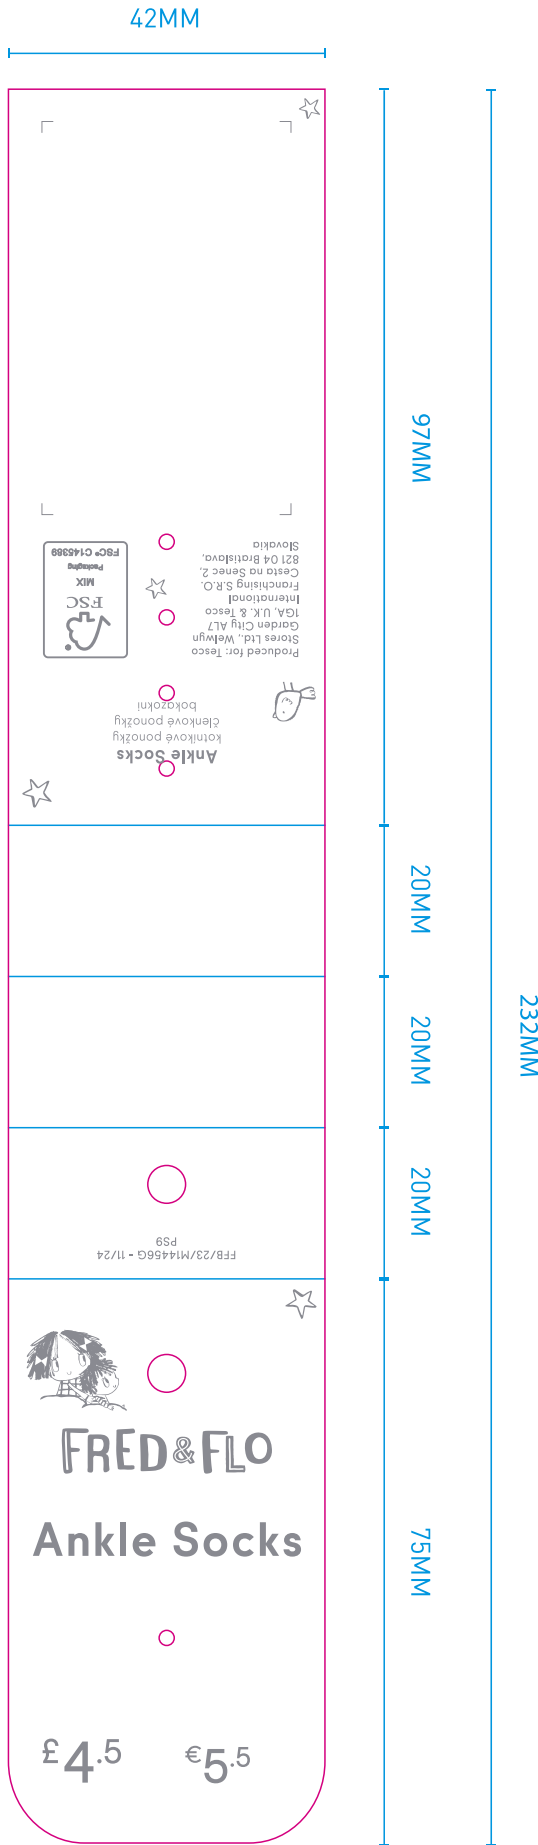 42MM
97MM
20MM
20MM
20MM
75MM
232MM
Ankle Socks
kotníkové ponožky
členkové ponožky
bokazokni
Produced for: Tesco
Stores Ltd., Welwyn
Garden City AL7
1GA, U.K. & Tesco
International
Franchising S.R.O.
Cesta na Senec 2,
821 04 Bratislava,
Slovakia
FSC
MIX
Packaging
FSC® C145389
FFB/23/M14456G - 11/24
PS9
FRED & FLO
Ankle Socks
£4.5 €5.5